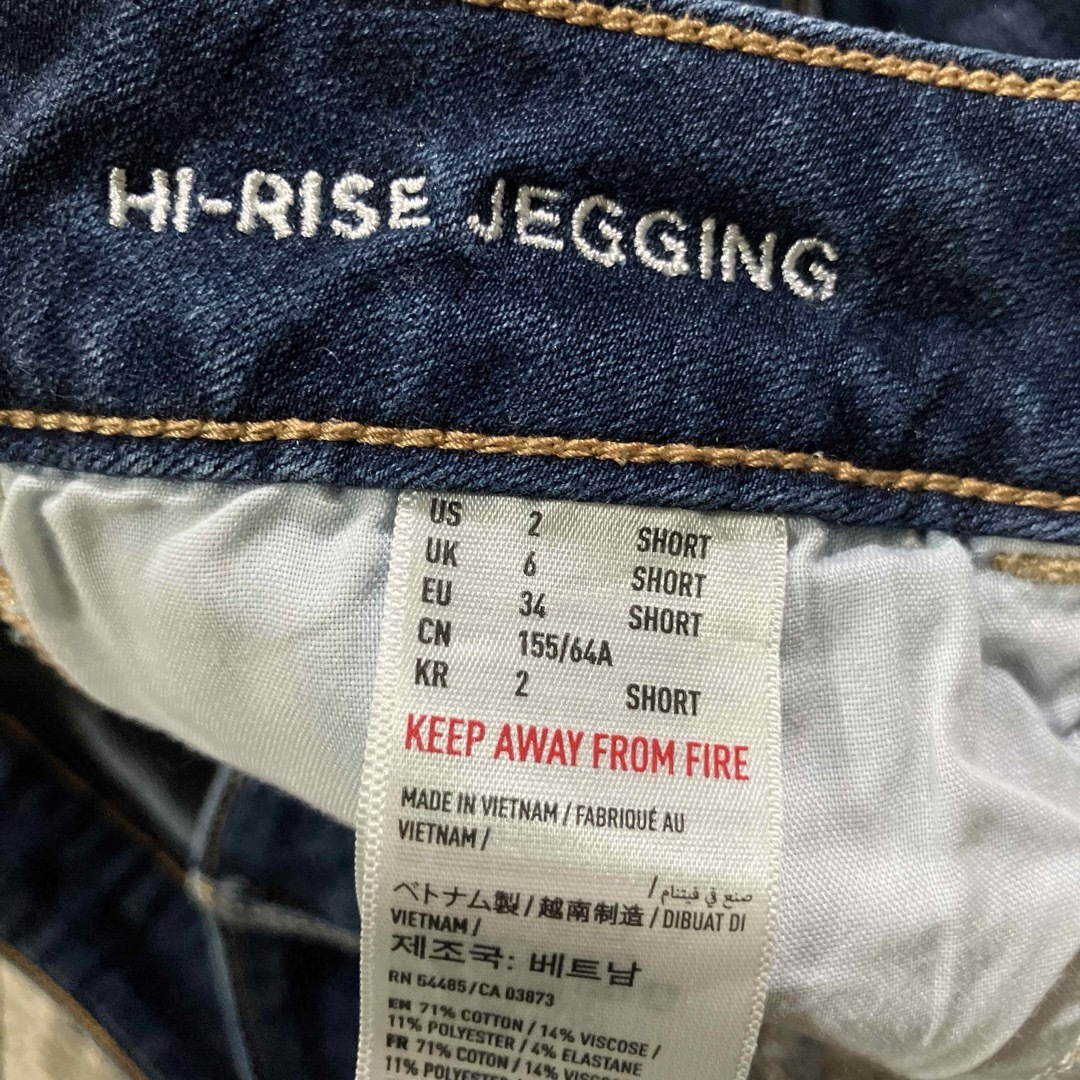 HI-RISE JEGGING
US 2 SHORT
UK 6 SHORT
EU 34 SHORT
CN 155/64A
KR 2 SHORT
KEEP AWAY FROM FIRE
MADE IN VIETNAM / FABRIQUÉ AU
VIETNAM /
صنع في فيتنام /
ベトナム製 / 越南制造 / DIBUAT DI
VIETNAM /
제조국: 베트남
RN 54485 / CA 03873
EN 71% COTTON / 14% VISCOSE /
11% POLYESTER / 4% ELASTANE
FR 71% COTON / 14% VISCOSE
11% POLYESTER /